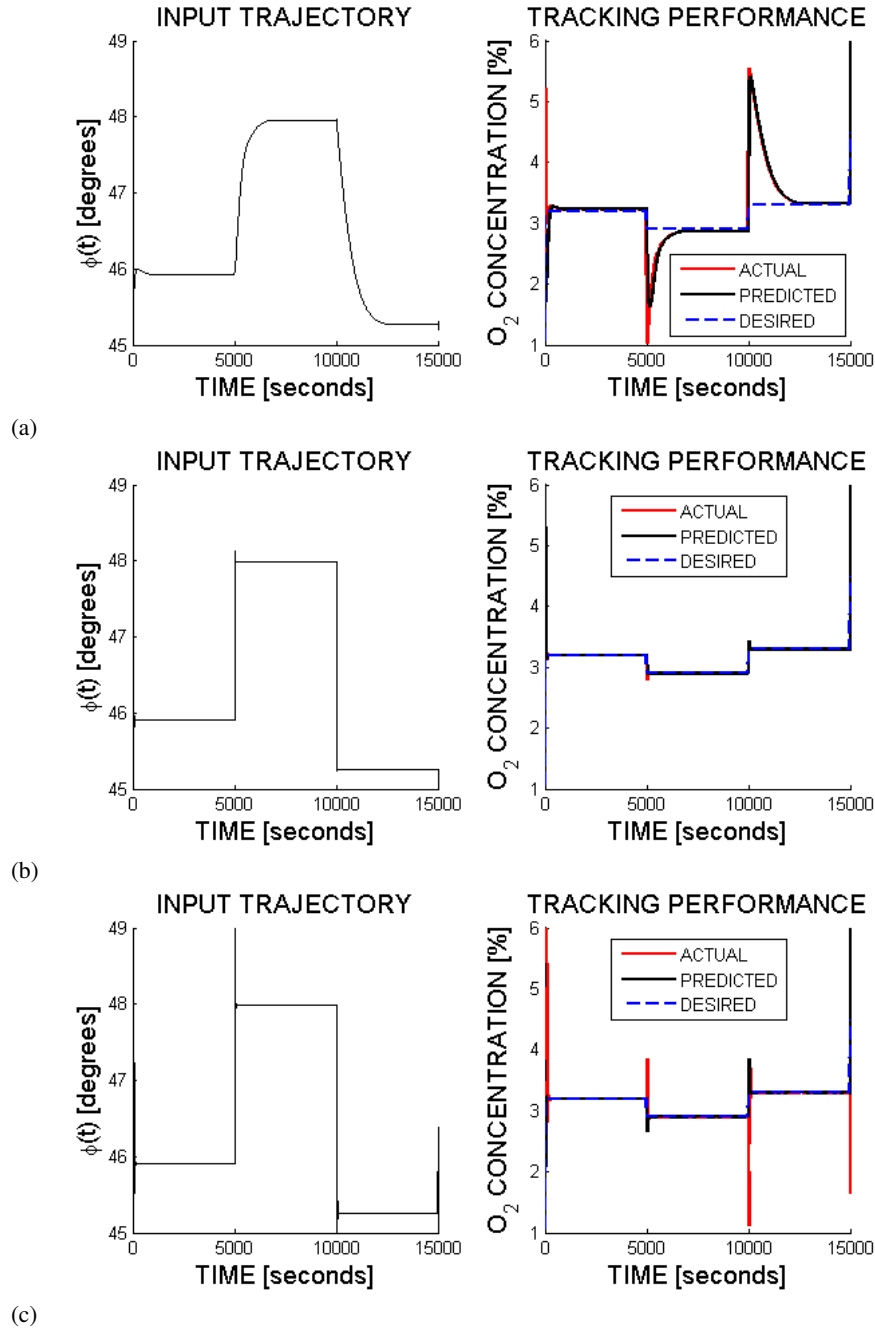 INPUT TRAJECTORY
TRACKING PERFORMANCE
49
48
47
46
45
φ(t) [degrees]
0 5000 10000 15000
TIME [seconds]
6
5
4
3
2
1
O2 CONCENTRATION [%]
ACTUAL
PREDICTED
DESIRED
0 5000 10000 15000
TIME [seconds]
(a)
INPUT TRAJECTORY
TRACKING PERFORMANCE
49
48
47
46
45
φ(t) [degrees]
0 5000 10000 15000
TIME [seconds]
6
5
4
3
2
1
O2 CONCENTRATION [%]
ACTUAL
PREDICTED
DESIRED
0 5000 10000 15000
TIME [seconds]
(b)
INPUT TRAJECTORY
TRACKING PERFORMANCE
49
48
47
46
45
φ(t) [degrees]
0 5000 10000 15000
TIME [seconds]
6
5
4
3
2
1
O2 CONCENTRATION [%]
ACTUAL
PREDICTED
DESIRED
0 5000 10000 15000
TIME [seconds]
(c)